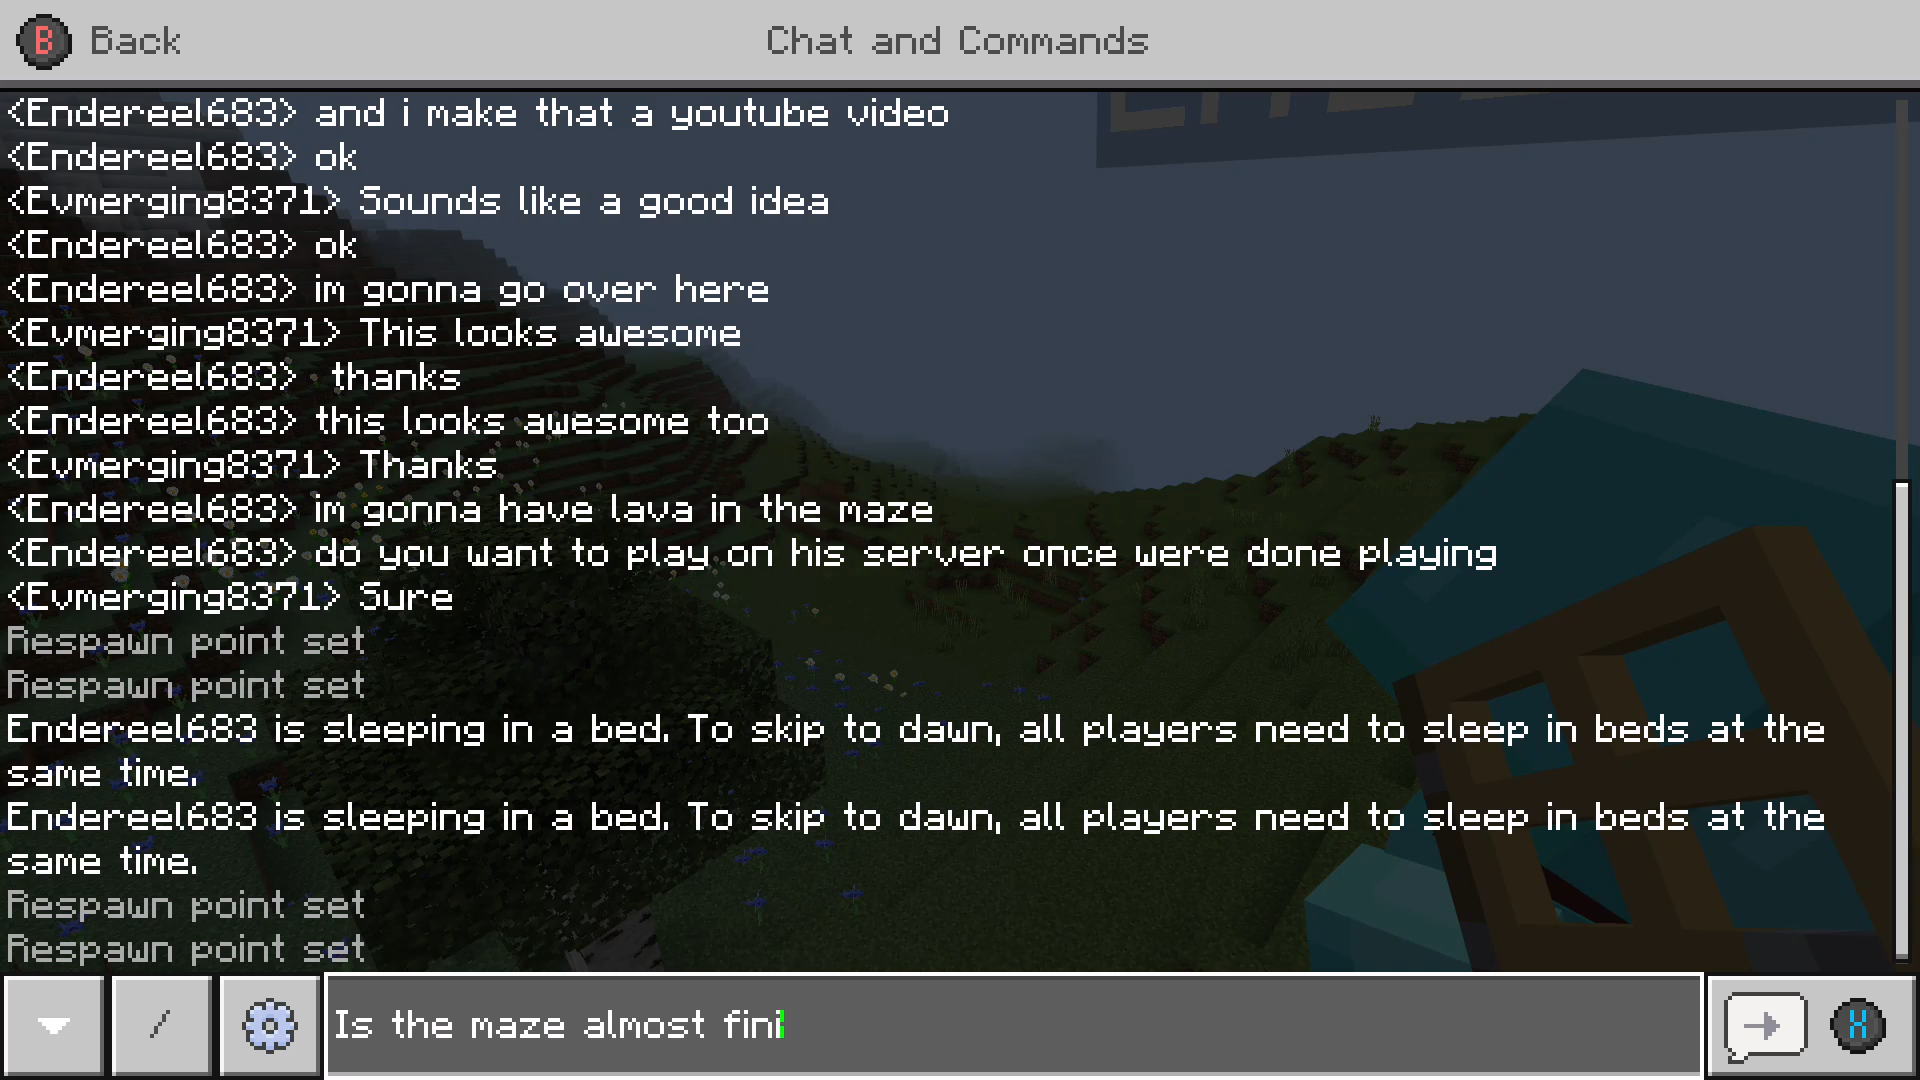 B Back
Chat and Commands
<Endereel683> and i make that a youtube video
<Endereel683> ok
<Evmerging8371> Sounds like a good idea
<Endereel683> ok
<Endereel683> im gonna go over here
<Evmerging8371> This looks awesome
<Endereel683>  thanks
<Endereel683> this looks awesome too
<Evmerging8371> Thanks
<Endereel683> im gonna have lava in the maze
<Endereel683> do you want to play on his server once were done playing
<Evmerging8371> Sure
Respawn point set
Respawn point set
Endereel683 is sleeping in a bed. To skip to dawn, all players need to sleep in beds at the
same time.
Endereel683 is sleeping in a bed. To skip to dawn, all players need to sleep in beds at the
same time.
Respawn point set
Respawn point set
/
Is the maze almost fini
X